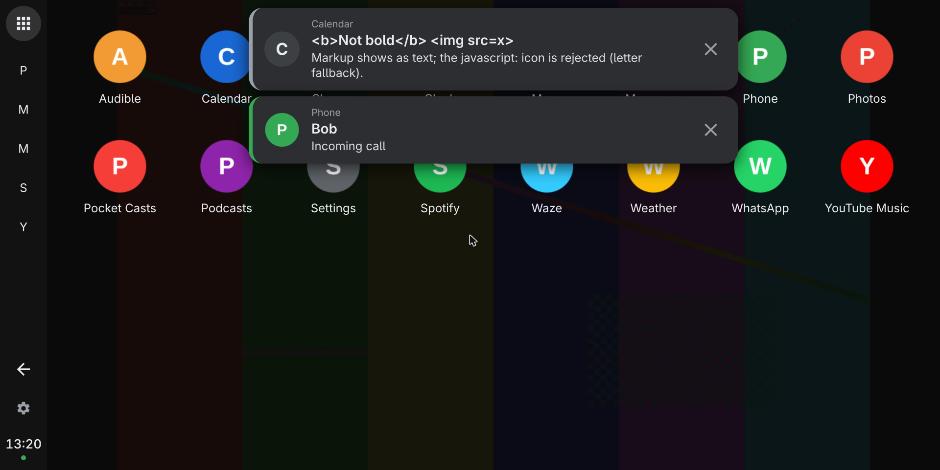 Calendar
C
<b>Not bold</b> <img src=x>
Markup shows as text; the javascript: icon is rejected (letter
fallback).
Phone
P
Bob
Incoming call
P
M
M
S
Y
13:20
A
C
P
P
Audible
Calendar
Phone
Photos
P
P
S
S
W
W
W
Y
Pocket Casts
Podcasts
Settings
Spotify
Waze
Weather
WhatsApp
YouTube Music